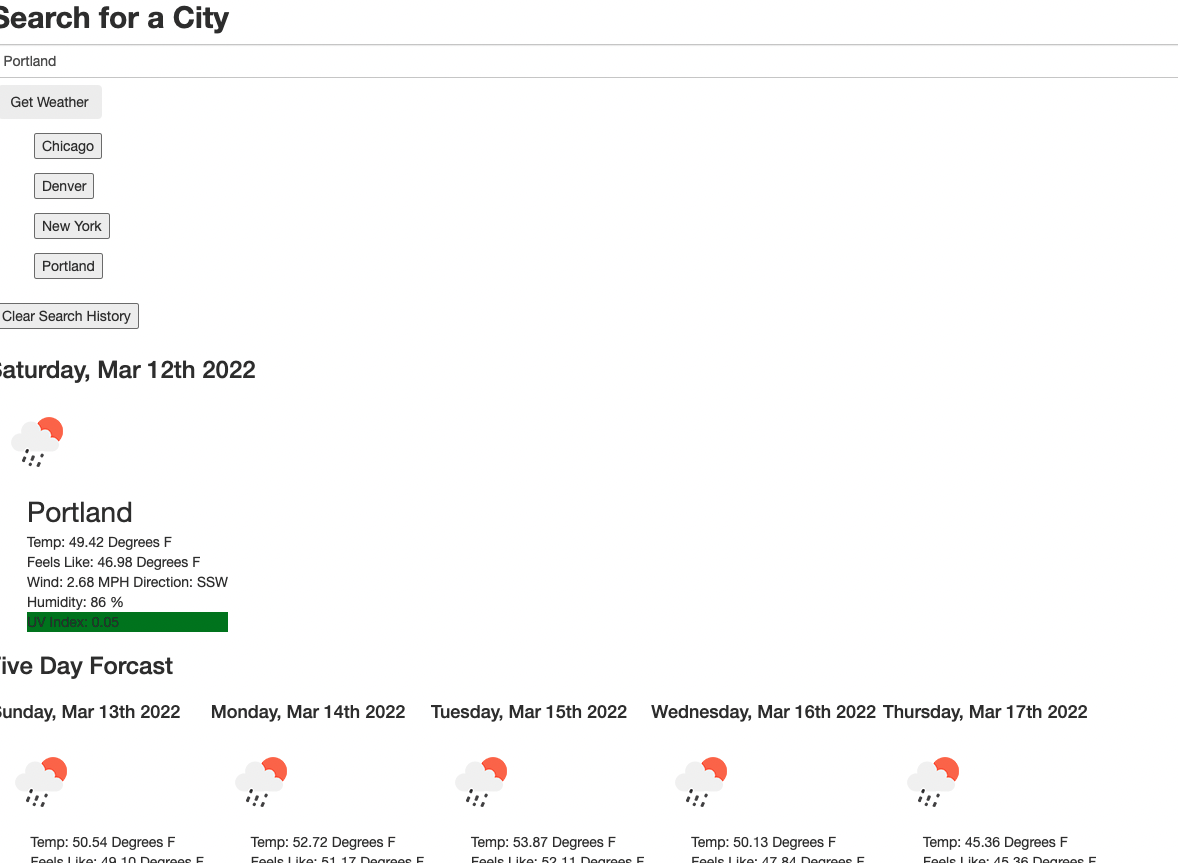 Search for a City
Portland
Get Weather
Chicago
Denver
New York
Portland
Clear Search History
Saturday, Mar 12th 2022
Portland
Temp: 49.42 Degrees F
Feels Like: 46.98 Degrees F
Wind: 2.68 MPH Direction: SSW
Humidity: 86 %
UV Index: 0.05
Five Day Forcast
Sunday, Mar 13th 2022 Monday, Mar 14th 2022 Tuesday, Mar 15th 2022 Wednesday, Mar 16th 2022 Thursday, Mar 17th 2022
Temp: 50.54 Degrees F Temp: 52.72 Degrees F Temp: 53.87 Degrees F Temp: 50.13 Degrees F Temp: 45.36 Degrees F
Feels Like: 49.10 Degrees F Feels Like: 51.17 Degrees F Feels Like: 52.11 Degrees F Feels Like: 47.84 Degrees F Feels Like: 45.36 Degrees F